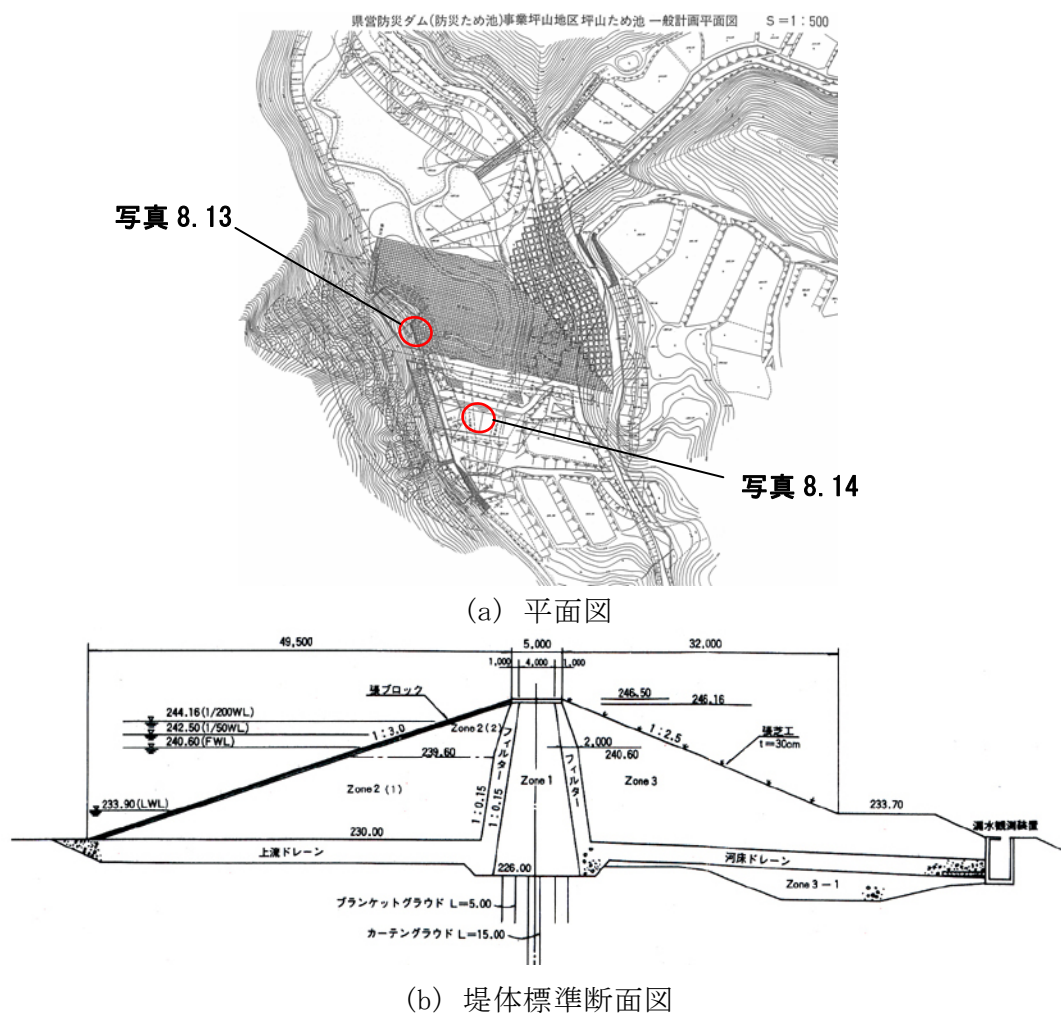 県営防災ダム(防災ため池)事業坪山地区 坪山ため池 一般計画平面図 S=1:500
写真 8.13
写真 8.14
(a) 平面図
49,500 5,000 32,000
1,000 4,000 1,000
張ブロック
246.50 246.16
244.16(1/200WL)
242.50(1/50WL)
240.60(FWL)
1:3.0
Zone2(2)
フィルター
1:2.5
張芝工
t=30cm
239.60
2,000
240.60
Zone2(1)
Zone1
フィルター
Zone 3
1:0.15
1:0.15
233.90(LWL)
233.70
230.00
漏水観測装置
上流ドレーン
河床ドレーン
226.00
Zone3-1
ブランケットグラウド L=5.00
カーテングラウド L=15.00
(b) 堤体標準断面図